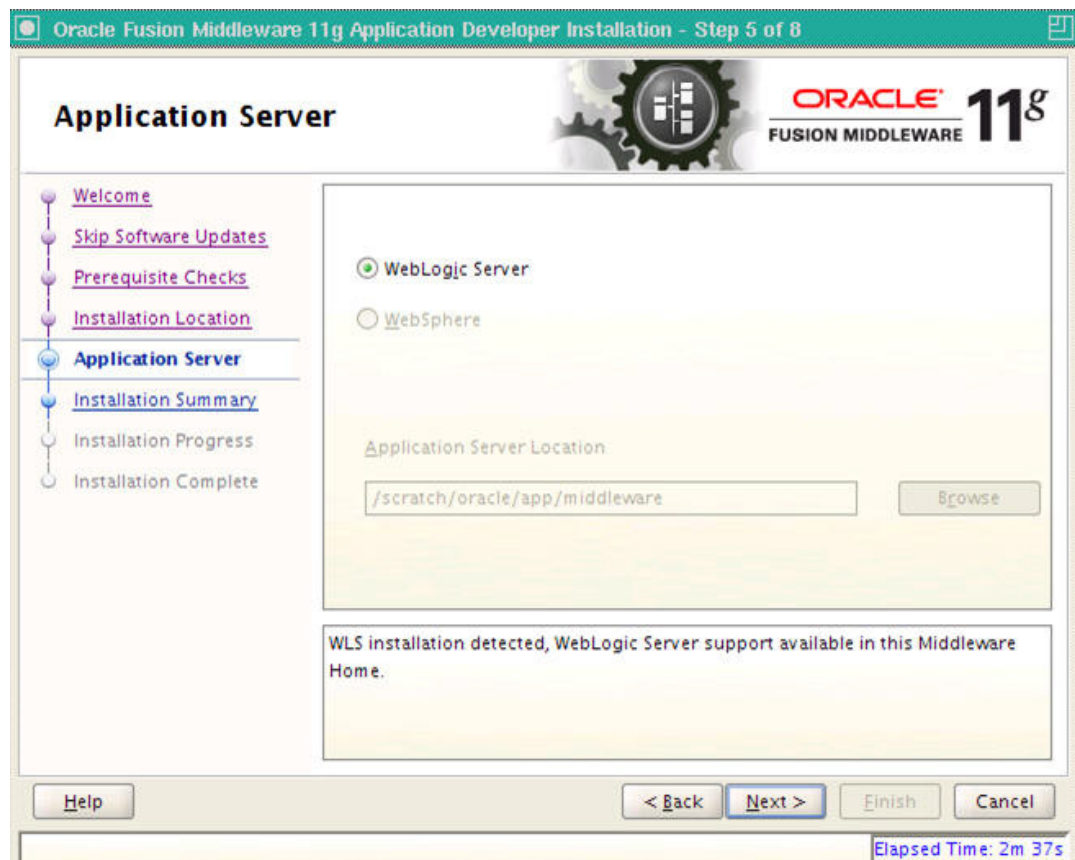 Oracle Fusion Middleware 11g Application Developer Installation - Step 5 of 8
Application Server
ORACLE
FUSION MIDDLEWARE 11g
Welcome
Skip Software Updates
Prerequisite Checks
Installation Location
Application Server
Installation Summary
Installation Progress
Installation Complete
WebLogic Server
WebSphere
Application Server Location
/scratch/oracle/app/middleware
Browse
WLS installation detected, WebLogic Server support available in this Middleware
Home.
Help
< Back
Next >
Finish
Cancel
Elapsed Time: 2m 37s